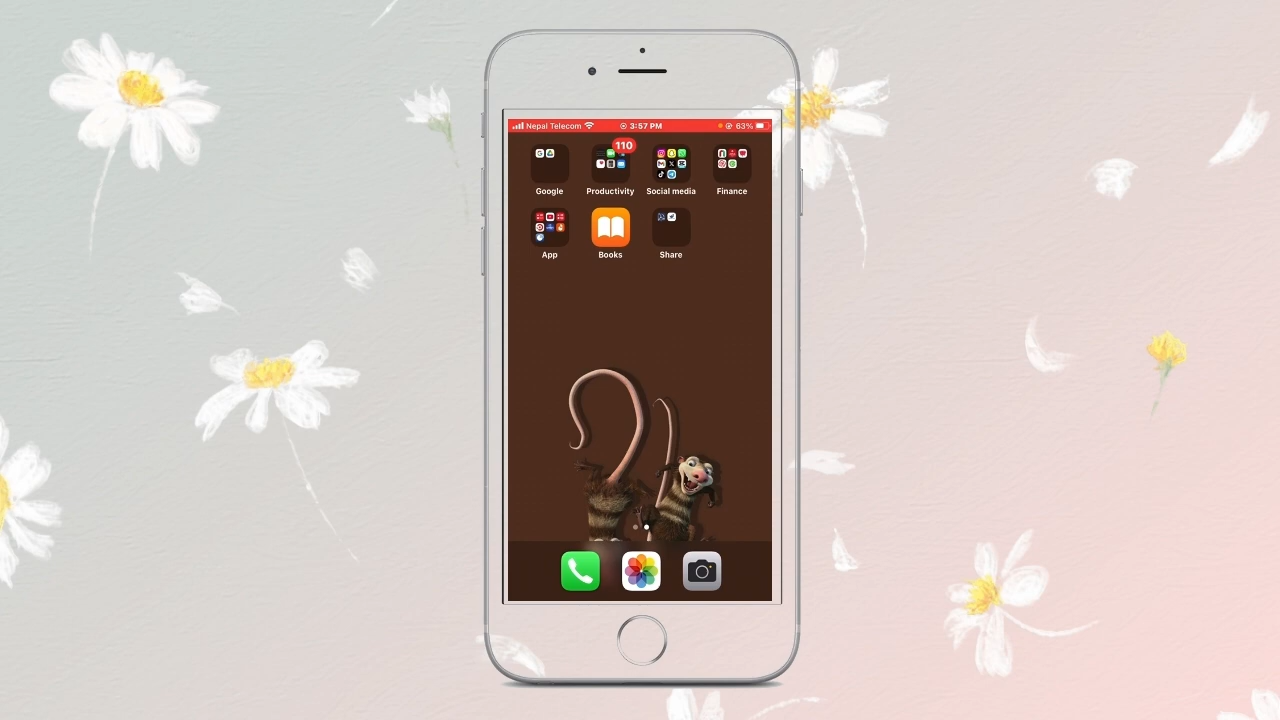 Nepal Telecom 3:57 PM 63%
110
Google Productivity Social media Finance
App Books Share